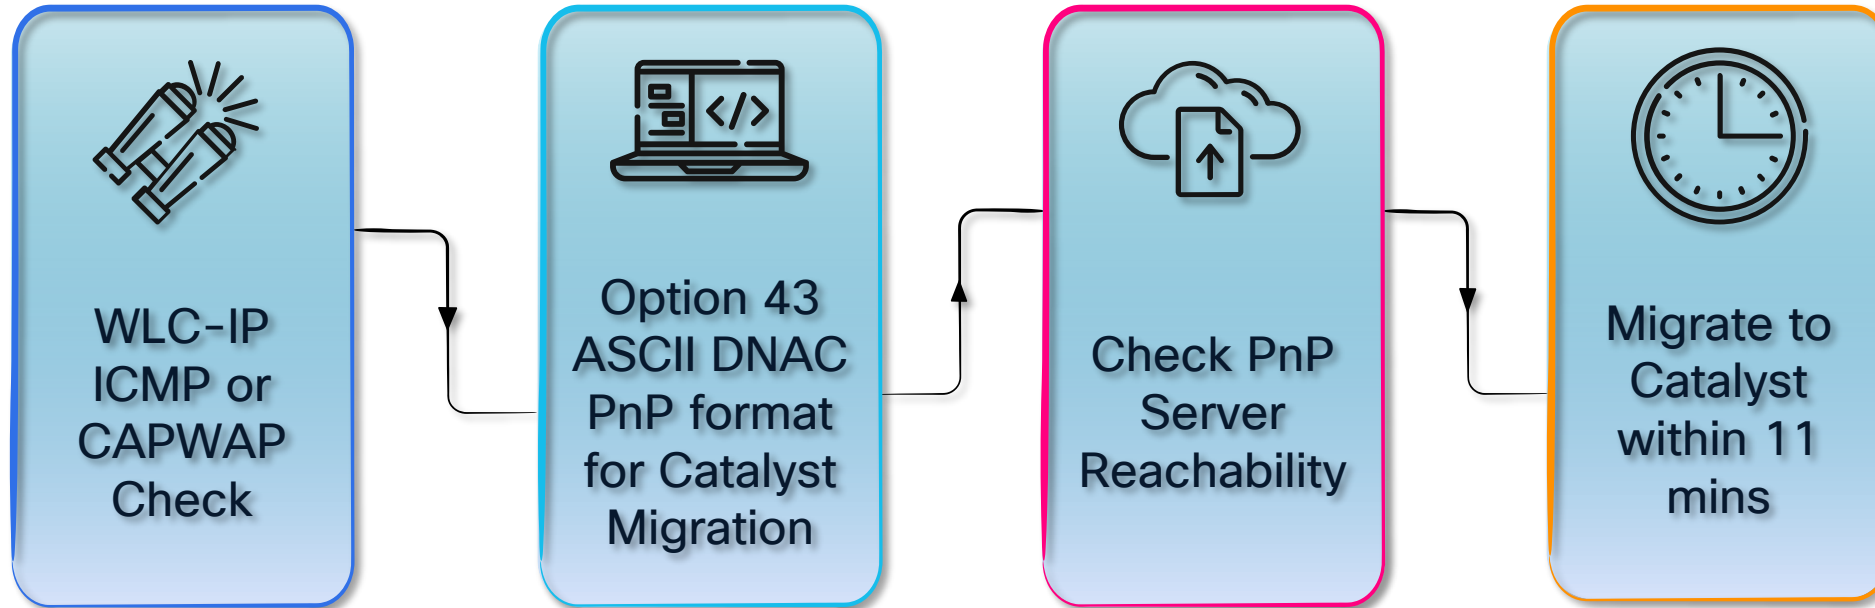 WLC-IP
ICMP or
CAPWAP
Check
Option 43
ASCII DNAC
PnP format
for Catalyst
Migration
Check PnP
Server
Reachability
Migrate to
Catalyst
within 11
mins